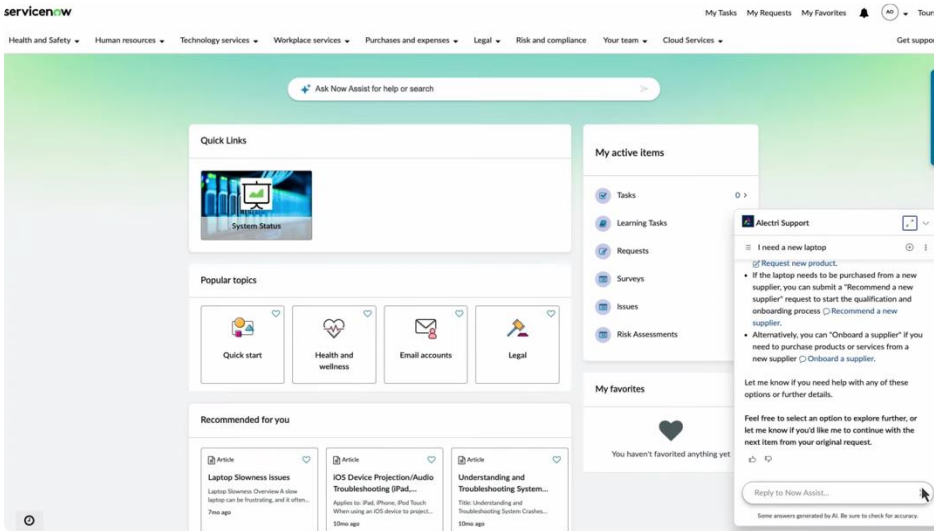 servicenow
My Tasks My Requests My Favorites AO Tours
Health and Safety Human resources Technology services Workplace services Purchases and expenses Legal Risk and compliance Your team Cloud Services Get support
Ask Now Assist for help or search
Quick Links
System Status
Popular topics
Quick start
Health and
wellness
Email accounts
Legal
Recommended for you
Article
Laptop Slowness issues
Laptop Slowness Overview A slow
laptop can be frustrating, and it often...
7mo ago
Article
iOS Device Projection/Audio
Troubleshooting (iPad,...
Applies to: iPad, iPhone, iPod Touch
When using an iOS device to project...
10mo ago
Article
Understanding and
Troubleshooting System...
Title: Understanding and
Troubleshooting System Crashes...
10mo ago
My active items
Tasks 0
Learning Tasks
Requests
Surveys
Issues
Risk Assessments
My favorites
You haven't favorited anything yet
Alectri Support
I need a new laptop
Request new product.
• If the laptop needs to be purchased from a new
supplier, you can submit a "Recommend a new
supplier" request to start the qualification and
onboarding process Recommend a new
supplier.
• Alternatively, you can "Onboard a supplier" if you
need to purchase products or services from a
new supplier Onboard a supplier.
Let me know if you need help with any of these
options or further details.
Feel free to select an option to explore further, or
let me know if you'd like me to continue with the
next item from your original request.
Reply to Now Assist...
Some answers generated by AI. Be sure to check for accuracy.